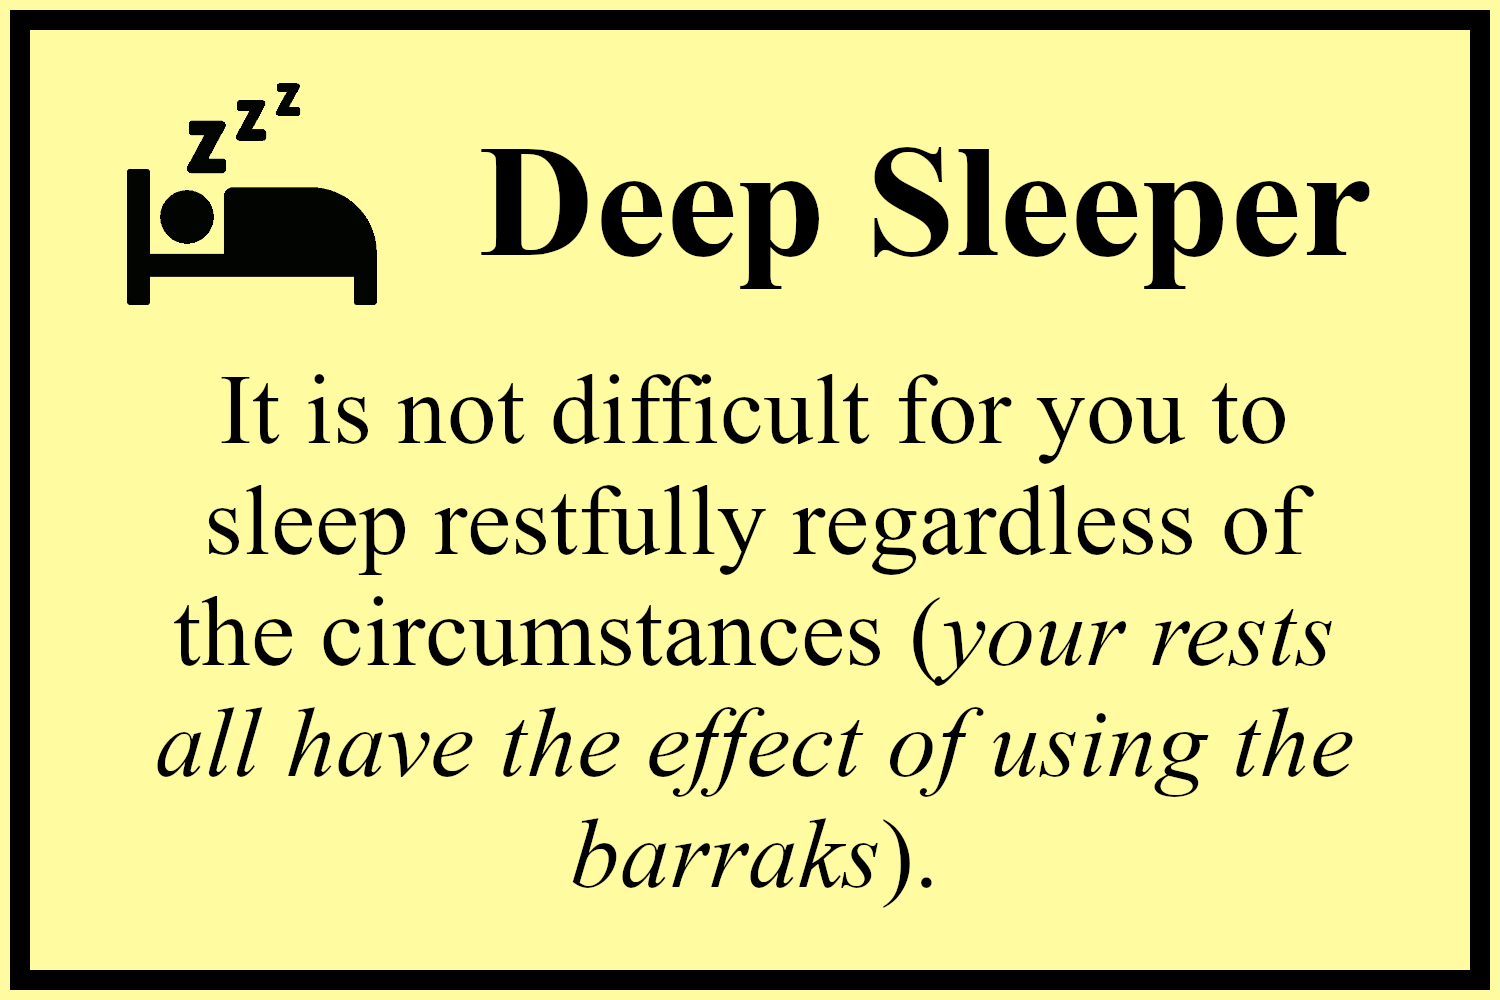 z z z
Deep Sleeper
It is not difficult for you to
sleep restfully regardless of
the circumstances (your rests
all have the effect of using the
barraks).